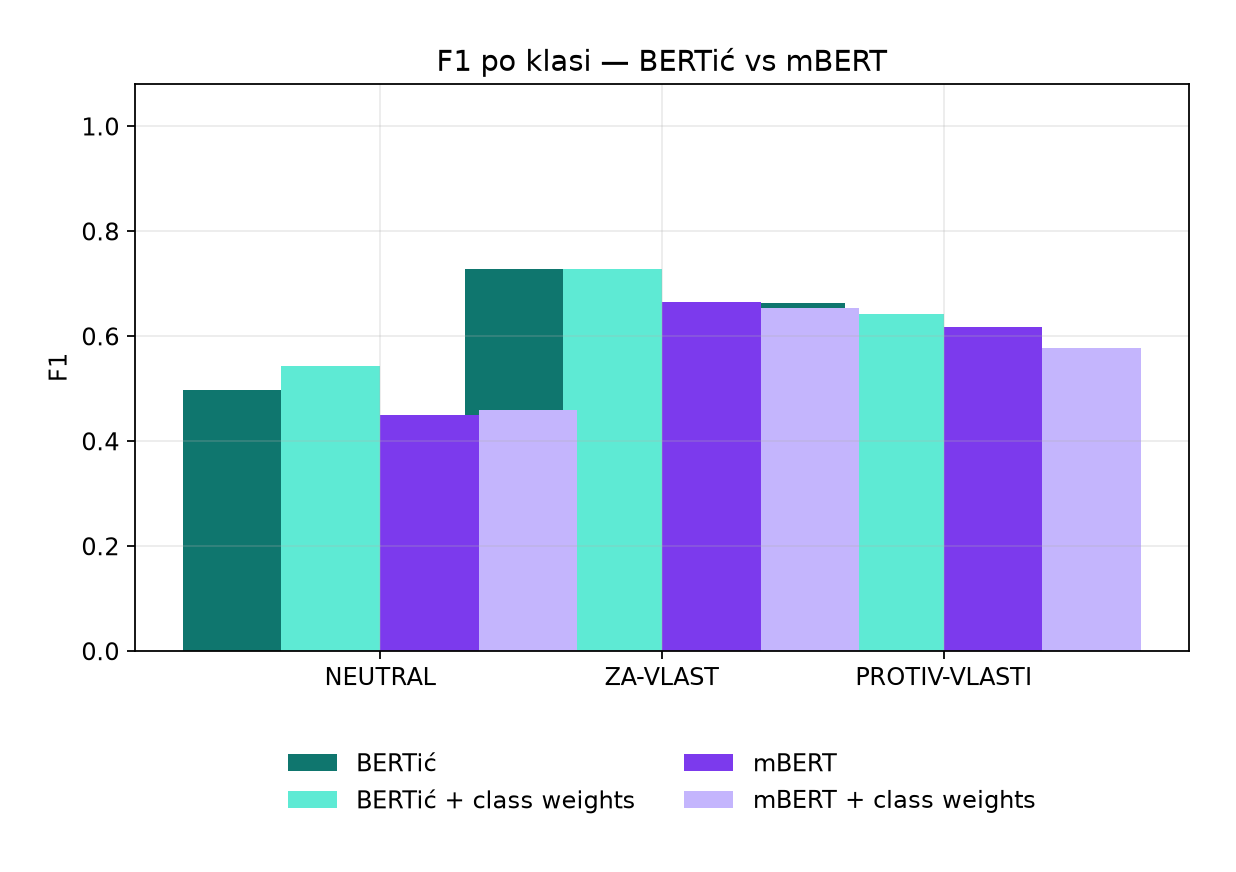 F1 po klasi — BERTić vs mBERT
1.0
0.8
0.6
0.4
0.2
0.0
F1
NEUTRAL
ZA-VLAST
PROTIV-VLASTI
BERTić
BERTić + class weights
mBERT
mBERT + class weights